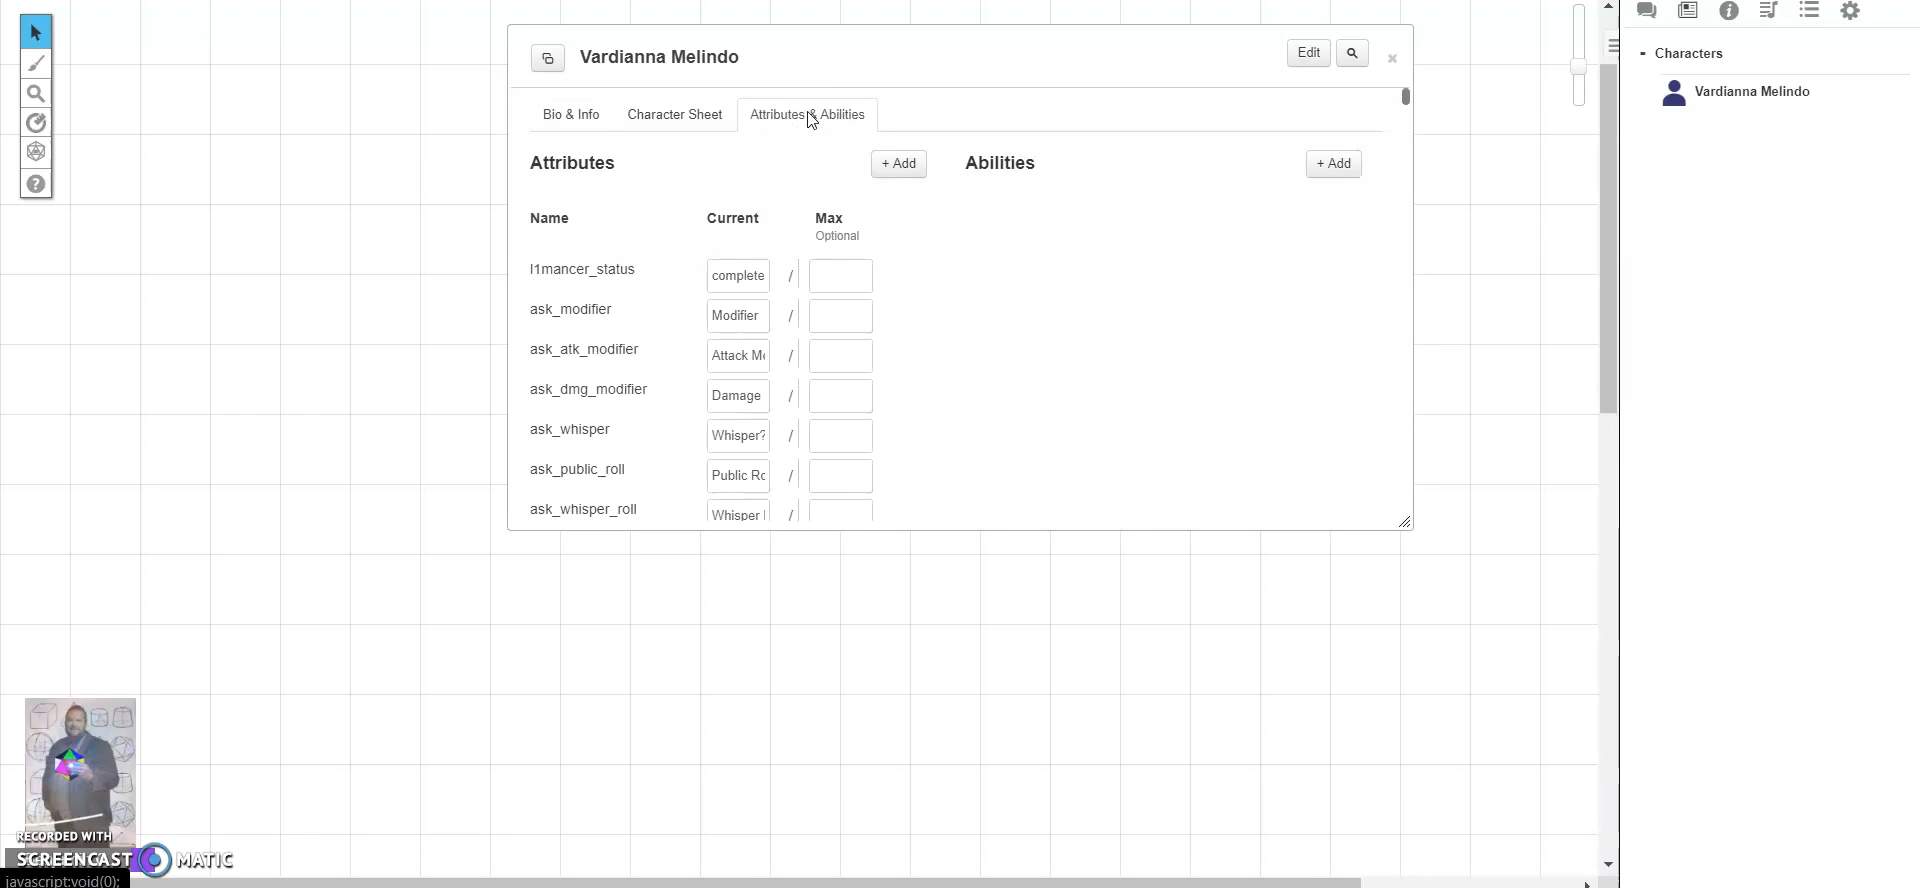 Vardianna Melindo
Edit
Bio & Info
Character Sheet
Attributes & Abilities
Attributes
+ Add
Abilities
+ Add
Name
Current
Max
Optional
l1mancer_status
complete
/
ask_modifier
Modifier
/
ask_atk_modifier
Attack Mo
/
ask_dmg_modifier
Damage
/
ask_whisper
Whisper?
/
ask_public_roll
Public Ro
/
ask_whisper_roll
Whisper
/
- Characters
Vardianna Melindo
RECORDED WITH
SCREENCAST MATIC
javascript:void(0);